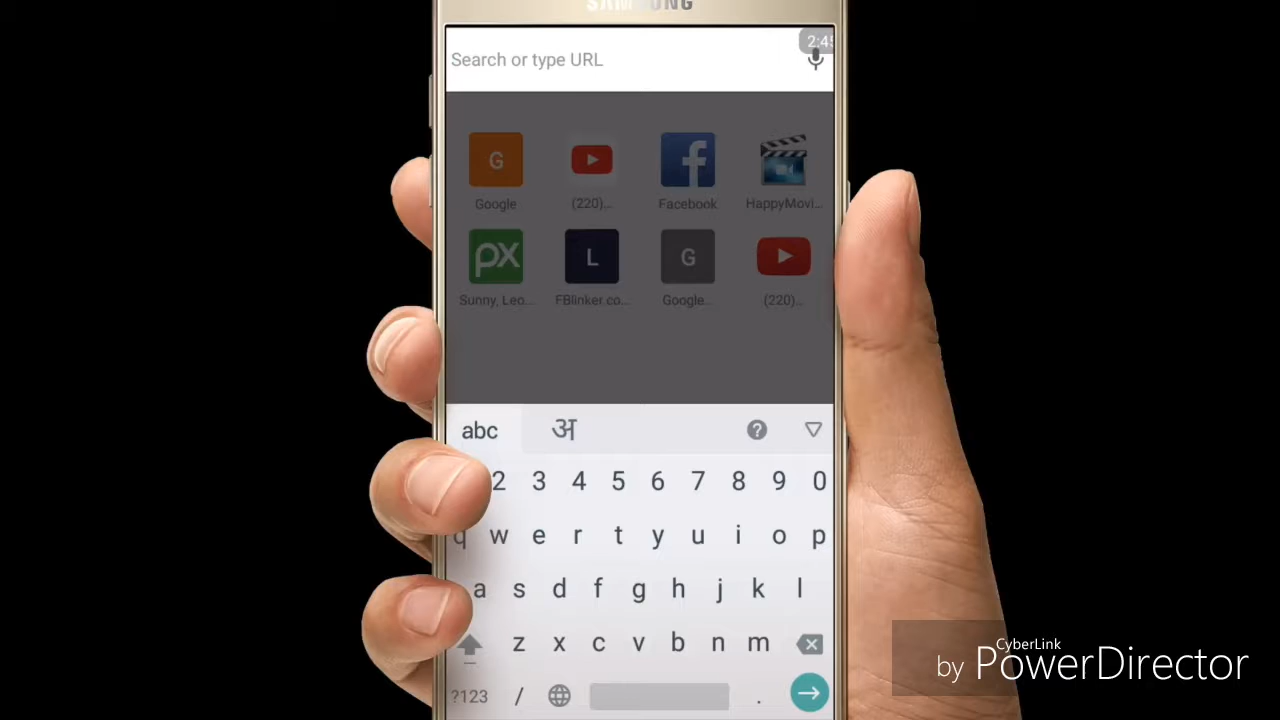 SAMSUNG
2:45
Search or type URL
G
f
Google
(220)...
Facebook
HappyMovi...
px
L
G
Sunny, Leo...
FBlinker.co...
Google...
(220)...
abc अ ?
2 3 4 5 6 7 8 9 0
q w e r t y u i o p
a s d f g h j k l
z x c v b n m
?123 / .
CyberLink
by PowerDirector